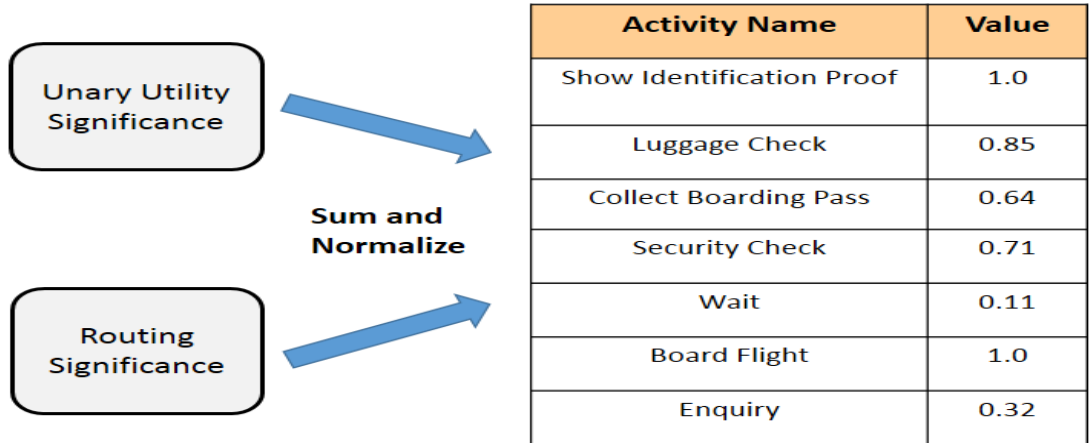 Unary Utility
Significance
Sum and
Normalize
Routing
Significance
Activity Name Value
Show Identification Proof 1.0
Luggage Check 0.85
Collect Boarding Pass 0.64
Security Check 0.71
Wait 0.11
Board Flight 1.0
Enquiry 0.32